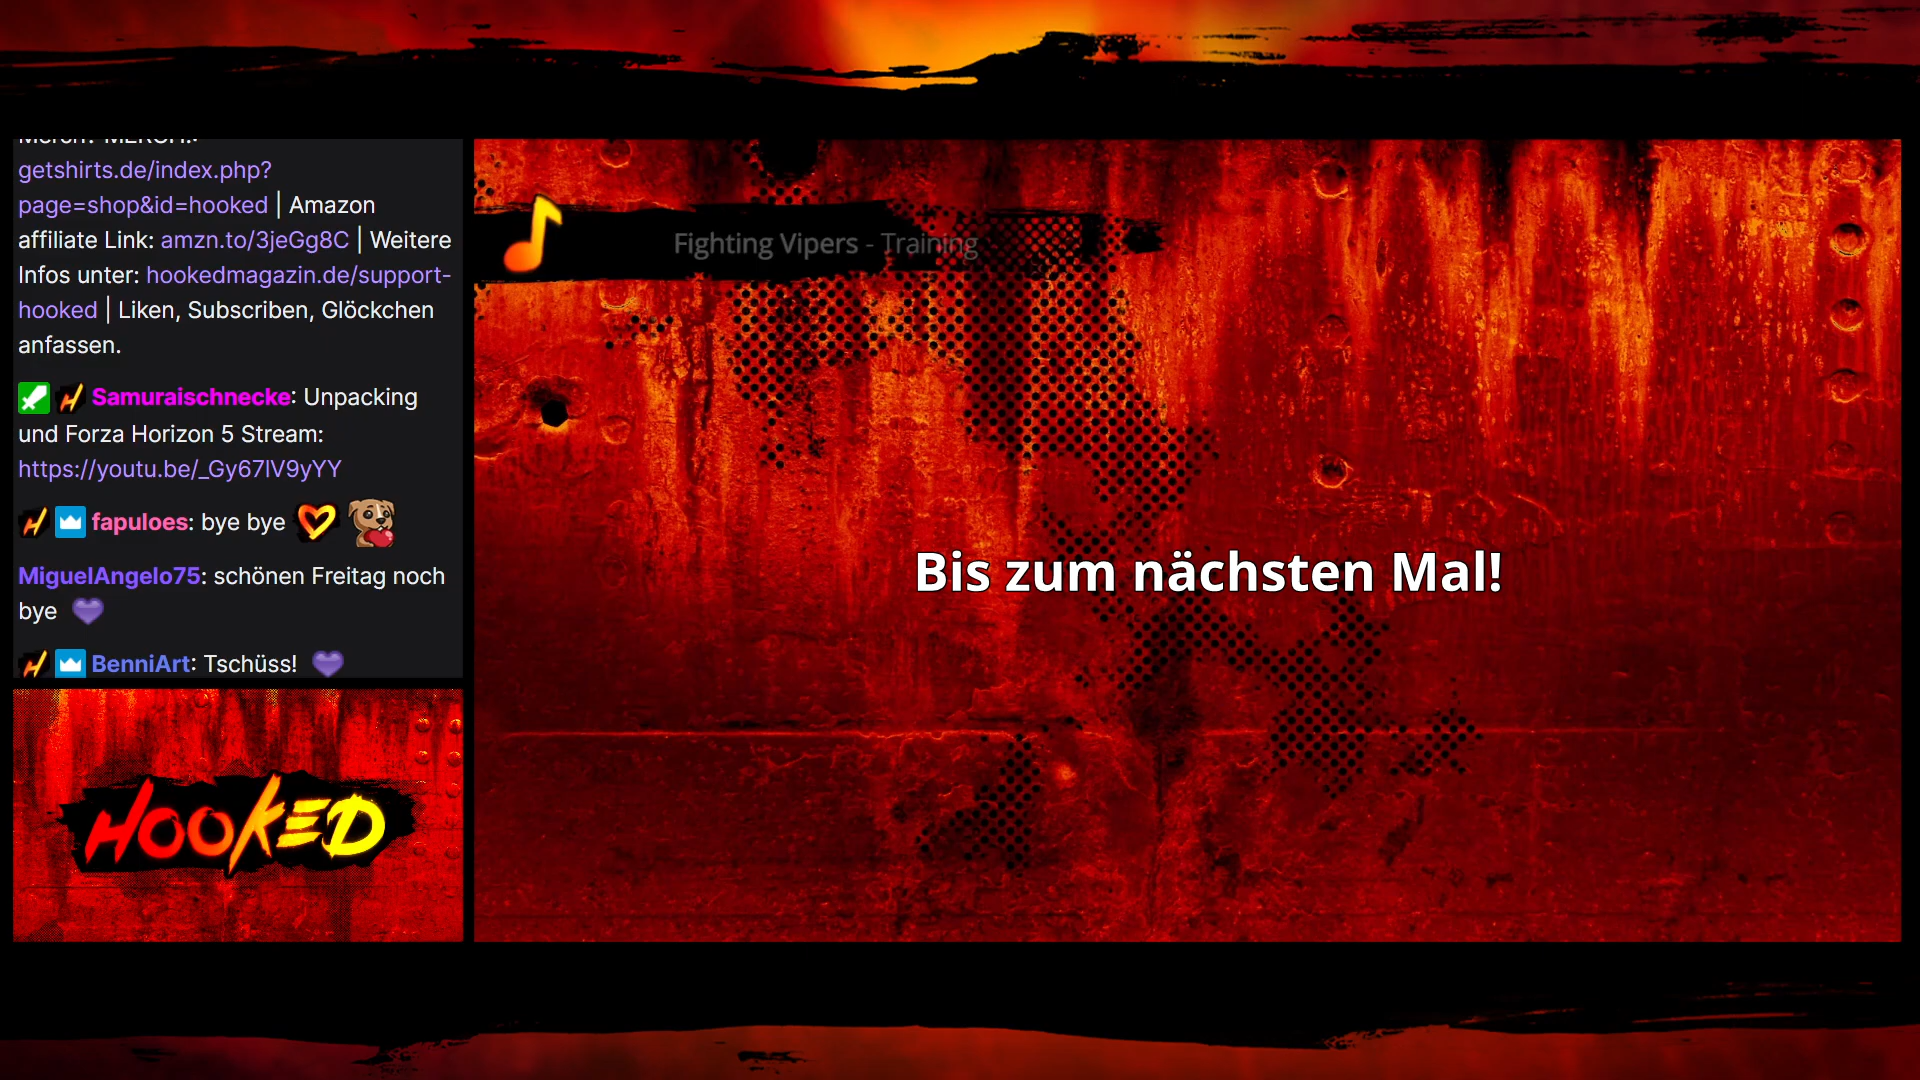 Merch? MERCH!:
getshirts.de/index.php?
page=shop&id=hooked | Amazon
affiliate Link: amzn.to/3jeGg8C | Weitere
Infos unter: hookedmagazin.de/support-
hooked | Liken, Subscriben, Glöckchen
anfassen.
Samuraischnecke: Unpacking
und Forza Horizon 5 Stream:
https://youtu.be/_Gy67lV9yYY
fapuloes: bye bye
MiguelAngelo75: schönen Freitag noch
bye
BenniArt: Tschüss!
HOOKED
Fighting Vipers - Training
Bis zum nächsten Mal!